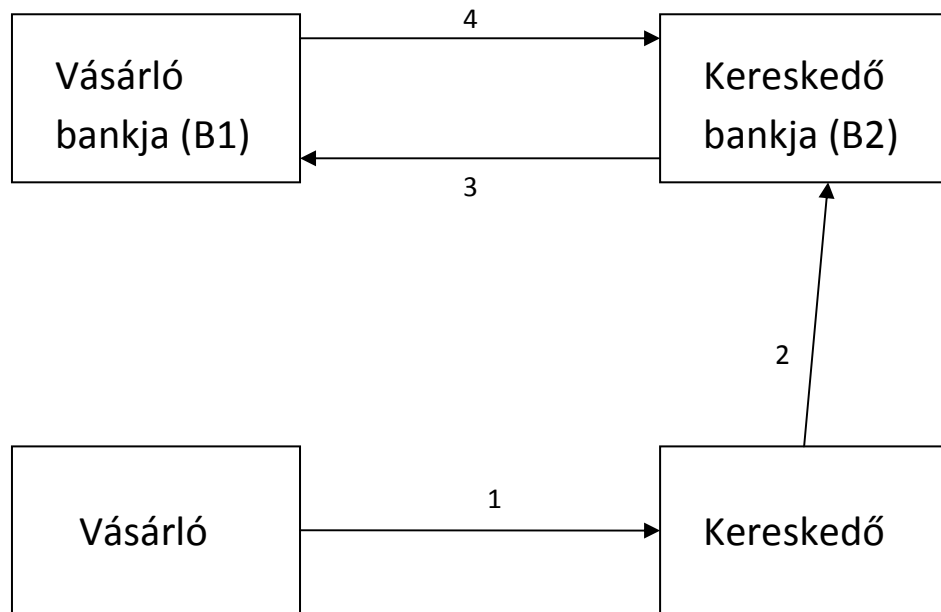 4
Vásárló
bankja (B1)
Kereskedő
bankja (B2)
3
2
1
Vásárló
Kereskedő